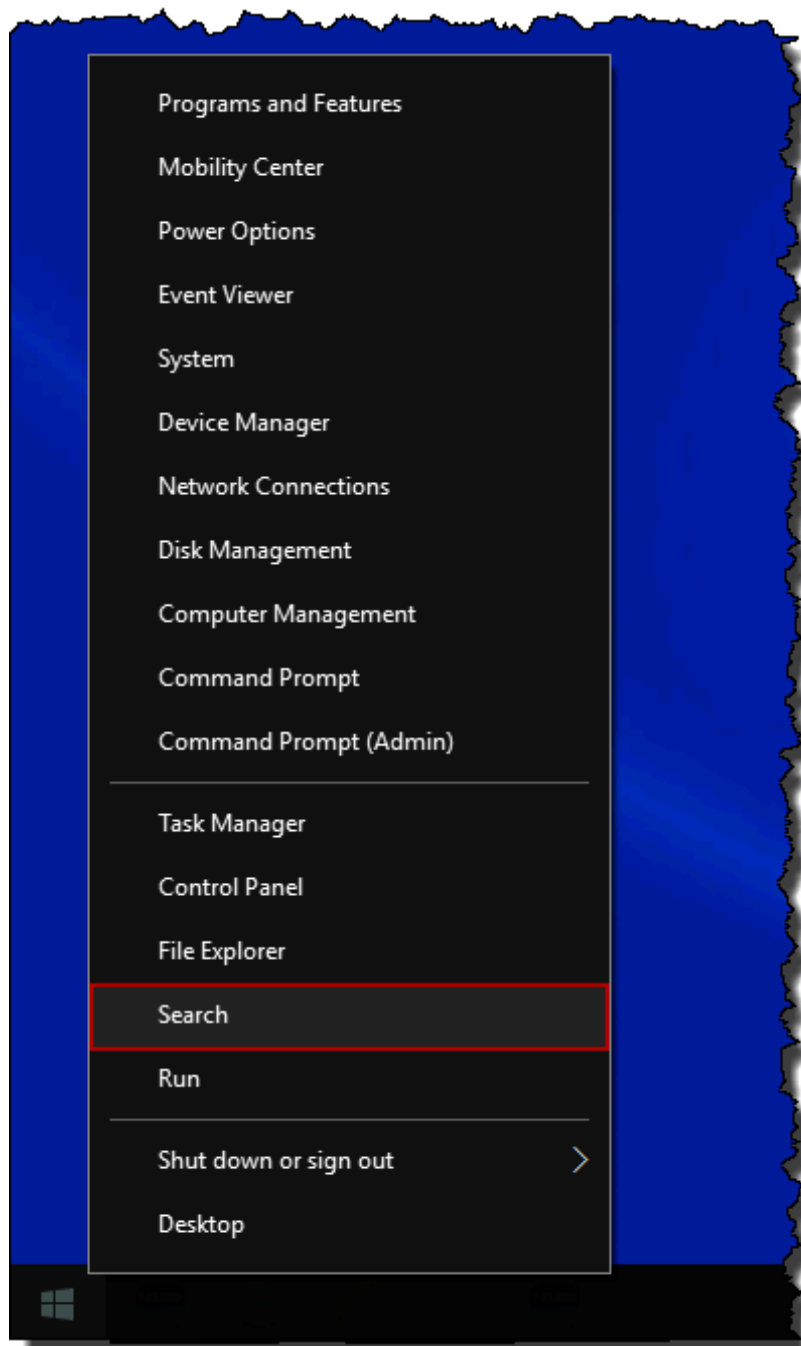 Programs and Features
Mobility Center
Power Options
Event Viewer
System
Device Manager
Network Connections
Disk Management
Computer Management
Command Prompt
Command Prompt (Admin)
Task Manager
Control Panel
File Explorer
Search
Run
Shut down or sign out
Desktop